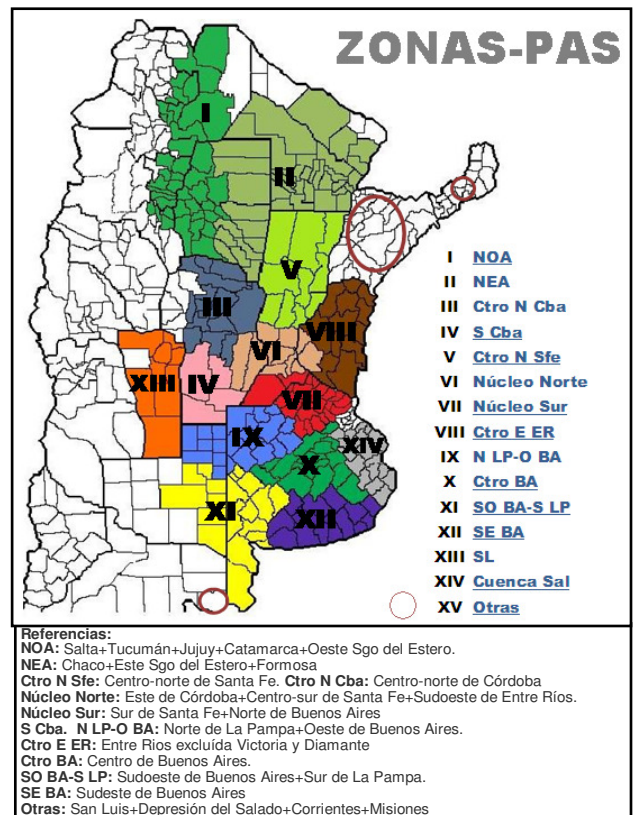 ZONAS-PAS
I
II
V
III
VIII
VI
XIII
IV
VII
IX
XIV
X
XI
XII
I NOA
II NEA
III Ctro N Cba
IV S Cba
V Ctro N Sfe
VI Núcleo Norte
VII Núcleo Sur
VIII Ctro E ER
IX N LP-O BA
X Ctro BA
XI SO BA-S LP
XII SE BA
XIII SL
XIV Cuenca Sal
XV Otras
Referencias:
NOA: Salta+Tucumán+Jujuy+Catamarca+Oeste Sgo del Estero.
NEA: Chaco+Este Sgo del Estero+Formosa
Ctro N Sfe: Centro-norte de Santa Fe. Ctro N Cba: Centro-norte de Córdoba
Núcleo Norte: Este de Córdoba+Centro-sur de Santa Fe+Sudoeste de Entre Ríos.
Núcleo Sur: Sur de Santa Fe+Norte de Buenos Aires
S Cba. N LP-O BA: Norte de La Pampa+Oeste de Buenos Aires.
Ctro E ER: Entre Rios excluída Victoria y Diamante
Ctro BA: Centro de Buenos Aires.
SO BA-S LP: Sudoeste de Buenos Aires+Sur de La Pampa.
SE BA: Sudeste de Buenos Aires
Otras: San Luis+Depresión del Salado+Corrientes+Misiones